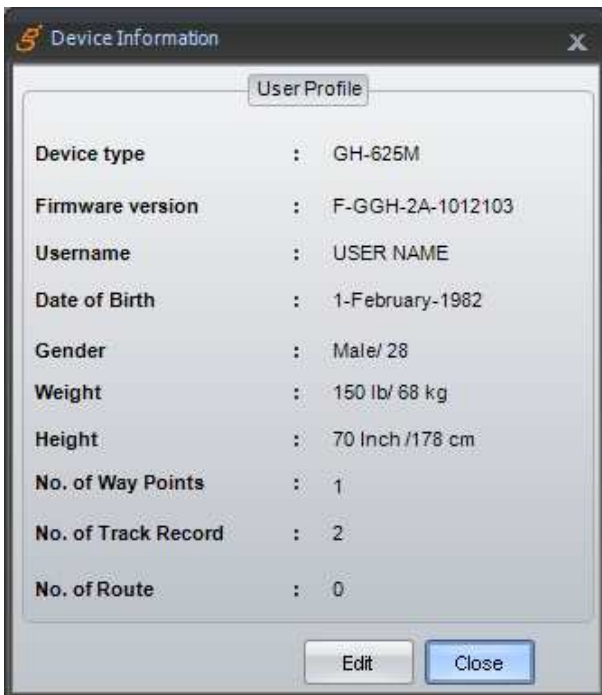 Device Information
X
User Profile
Device type : GH-625M
Firmware version : F-GGH-2A-1012103
Username : USER NAME
Date of Birth : 1-February-1982
Gender : Male/ 28
Weight : 150 lb/ 68 kg
Height : 70 Inch /178 cm
No. of Way Points : 1
No. of Track Record : 2
No. of Route : 0
Edit Close